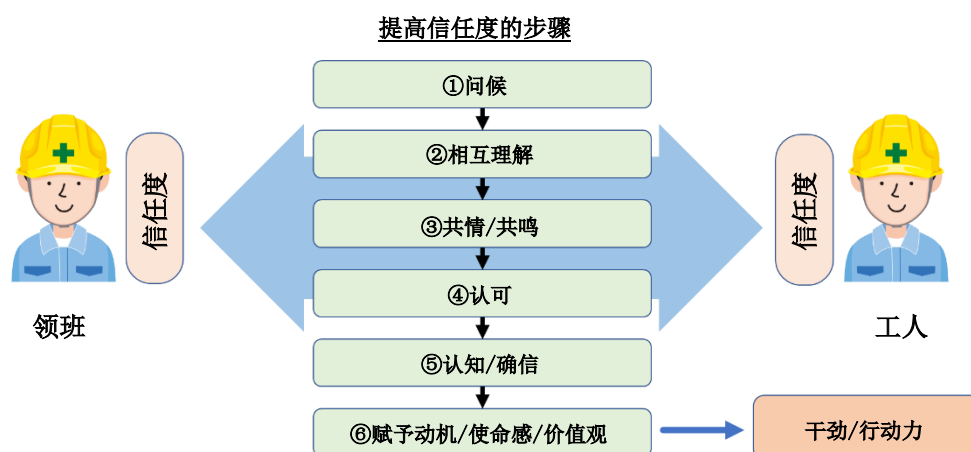 提高信任度的步骤
①问候
②相互理解
信任度
信任度
③共情/共鸣
④认可
领班
工人
⑤认知/确信
⑥赋予动机/使命感/价值观
干劲/行动力